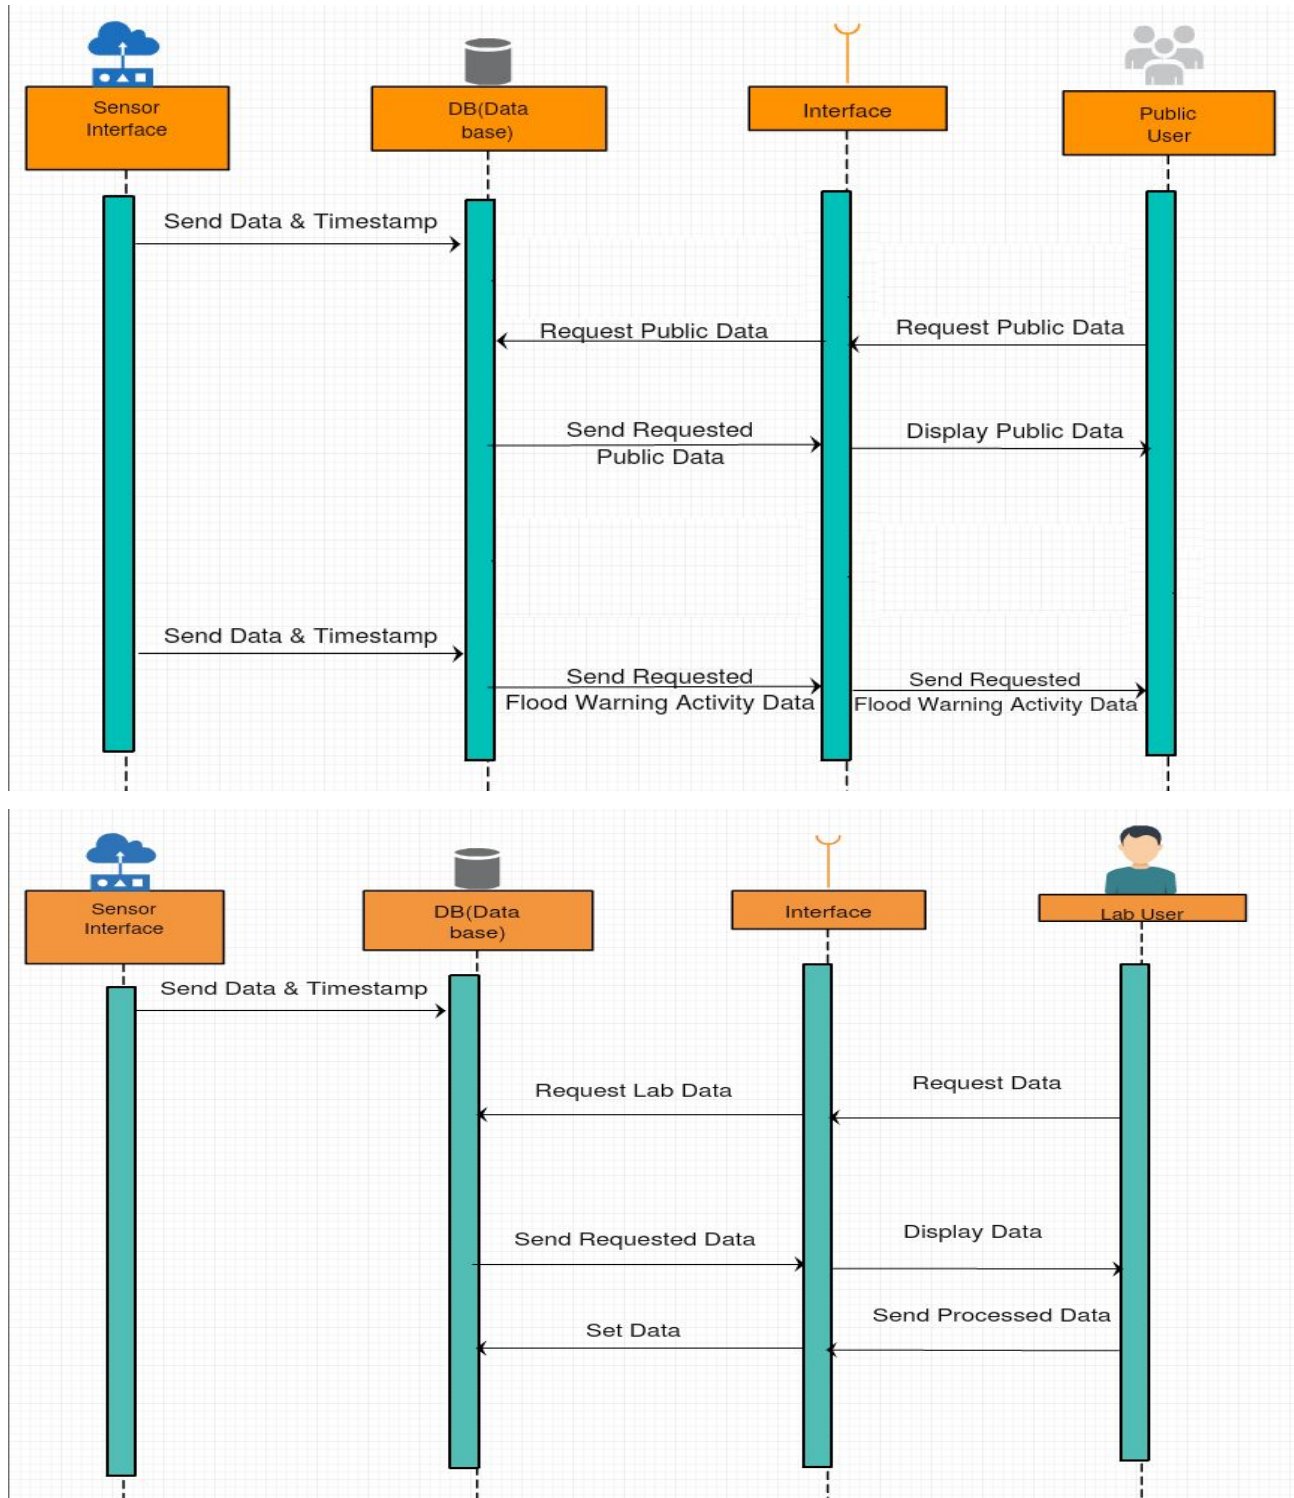 Sensor
Interface
DB(Data
base)
Interface
Public
User
Send Data & Timestamp
Request Public Data
Request Public Data
Send Requested
Public Data
Display Public Data
Send Data & Timestamp
Send Requested
Flood Warning Activity Data
Send Requested
Flood Warning Activity Data
Sensor
Interface
DB(Data
base)
Interface
Lab User
Send Data & Timestamp
Request Lab Data
Request Data
Send Requested Data
Display Data
Set Data
Send Processed Data